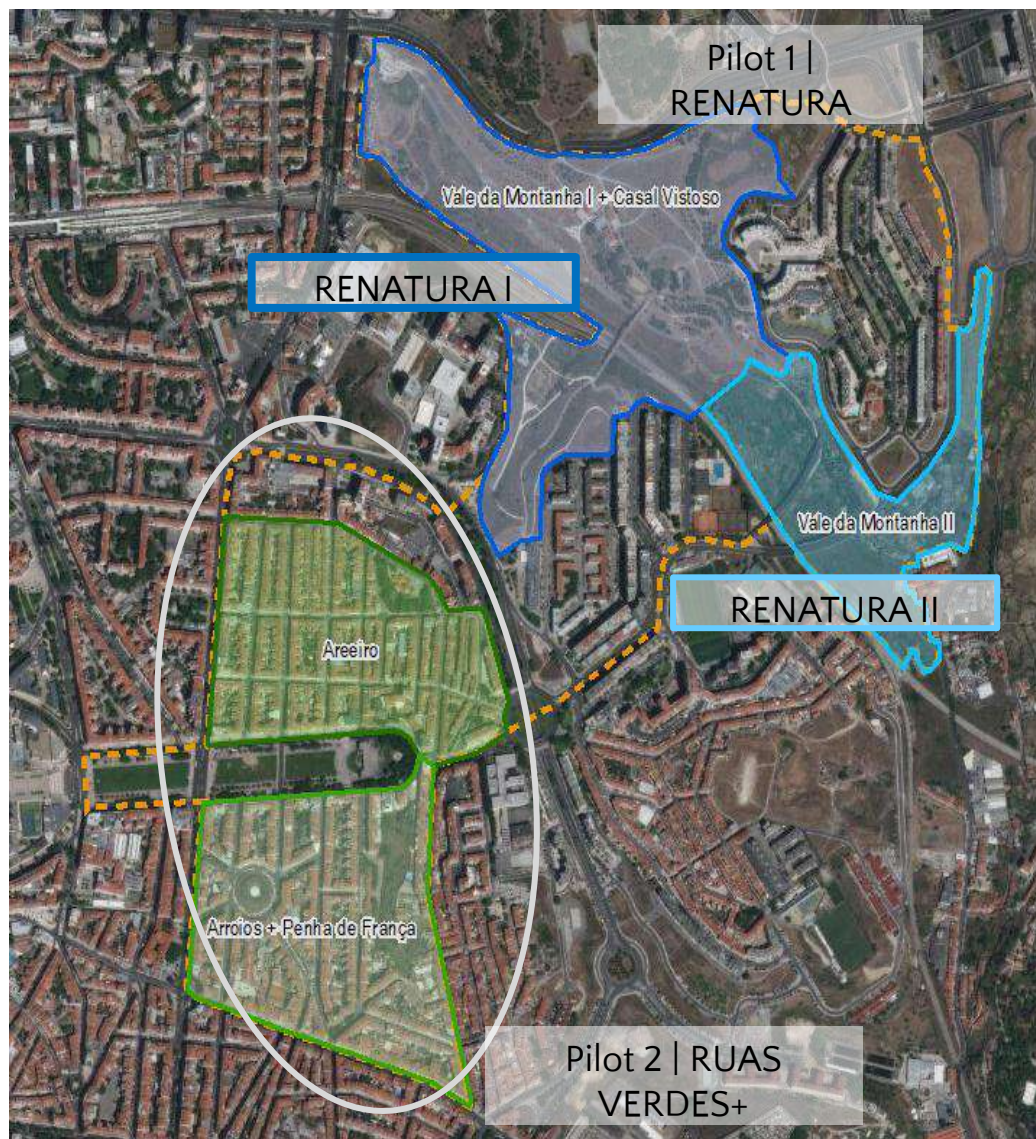 Pilot 1 |
RENATURA
Vale da Montanha I + Casal Vistoso
RENATURA I
Vale da Montanha II
RENATURA II
Areeiro
Arroios + Penha de França
Pilot 2 | RUAS
VERDES+